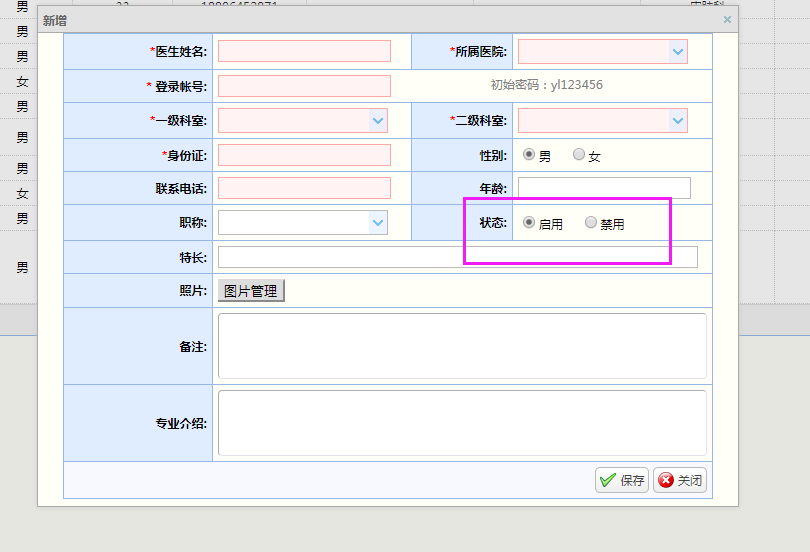 男
男
男
女
男
男
男
女
男
男
新增
*医生姓名:
*所属医院:
* 登录帐号:
初始密码：yl123456
*一级科室:
*二级科室:
*身份证:
性别:
男
女
联系电话:
年龄:
职称:
状态:
启用
禁用
特长:
照片:
图片管理
备注:
专业介绍:
保存
关闭